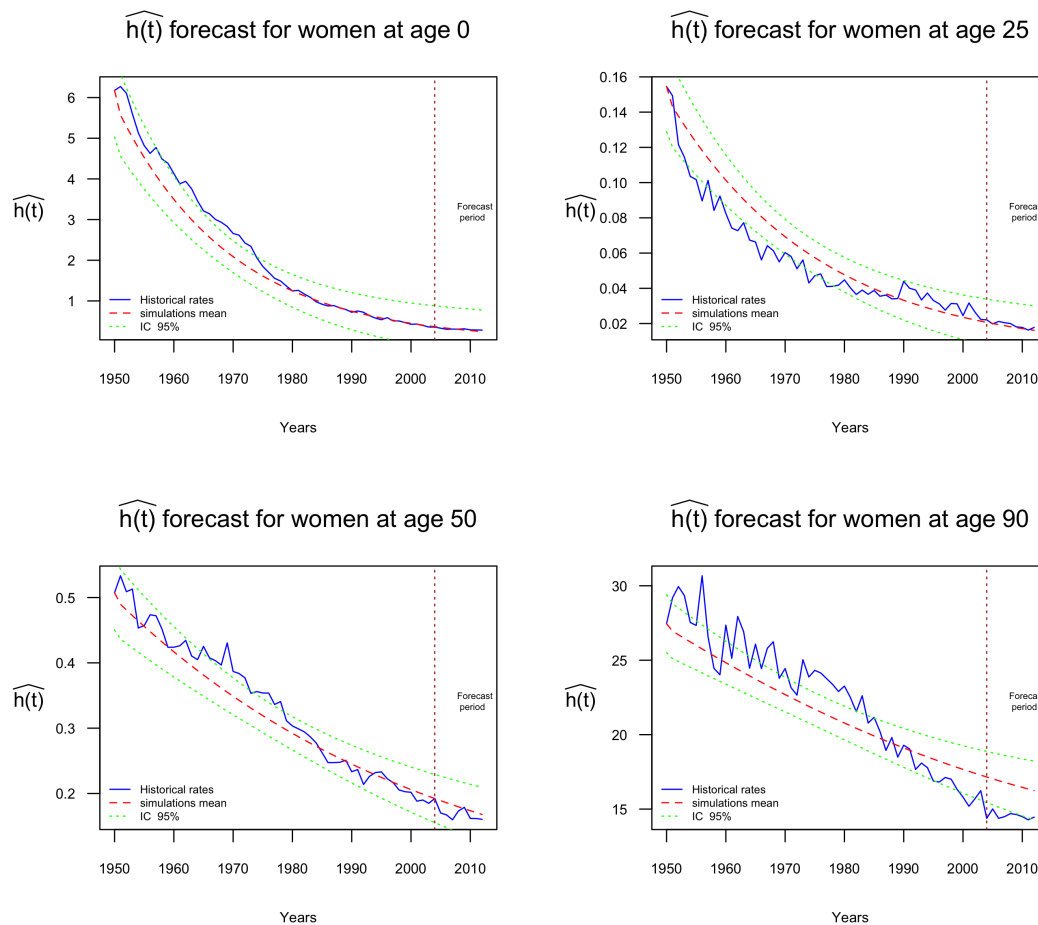 h(t) forecast for women at age 0
h(t)
6
5
4
3
2
1
Forecast
period
Historical rates
simulations mean
IC 95%
1950 1960 1970 1980 1990 2000 2010
Years
h(t) forecast for women at age 25
h(t)
0.16
0.14
0.12
0.10
0.08
0.06
0.04
0.02
Foreca
period
Historical rates
simulations mean
IC 95%
1950 1960 1970 1980 1990 2000 2010
Years
h(t) forecast for women at age 50
h(t)
0.5
0.4
0.3
0.2
Forecast
period
Historical rates
simulations mean
IC 95%
1950 1960 1970 1980 1990 2000 2010
Years
h(t) forecast for women at age 90
h(t)
30
25
20
15
Foreca
period
Historical rates
simulations mean
IC 95%
1950 1960 1970 1980 1990 2000 2010
Years